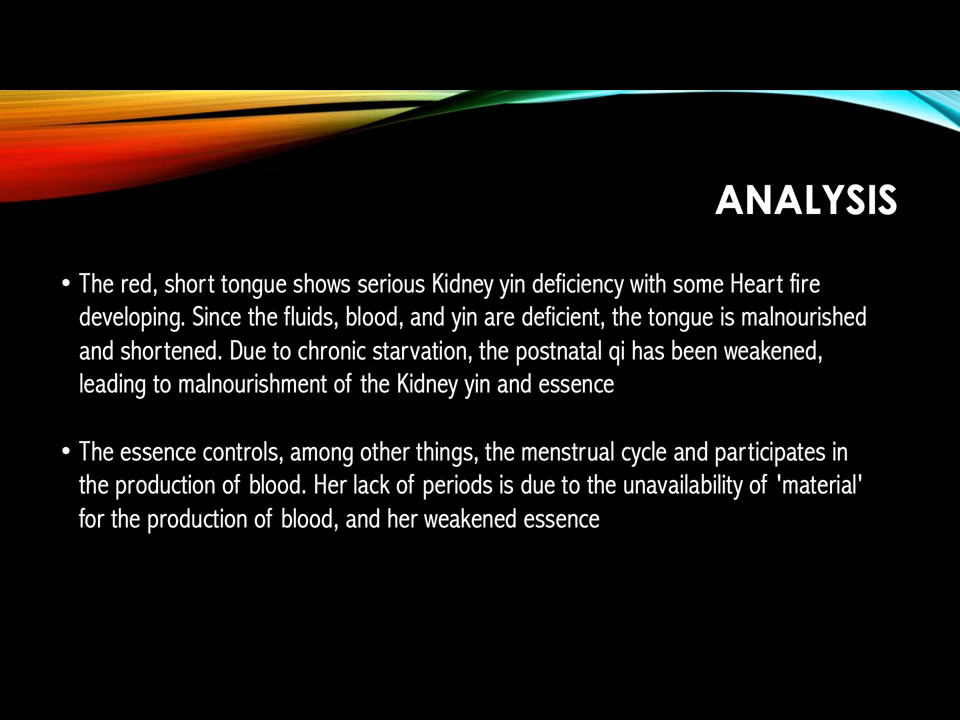 ANALYSIS
• The red, short tongue shows serious Kidney yin deficiency with some Heart fire
developing. Since the fluids, blood, and yin are deficient, the tongue is malnourished
and shortened. Due to chronic starvation, the postnatal qi has been weakened,
leading to malnourishment of the Kidney yin and essence
• The essence controls, among other things, the menstrual cycle and participates in
the production of blood. Her lack of periods is due to the unavailability of 'material'
for the production of blood, and her weakened essence